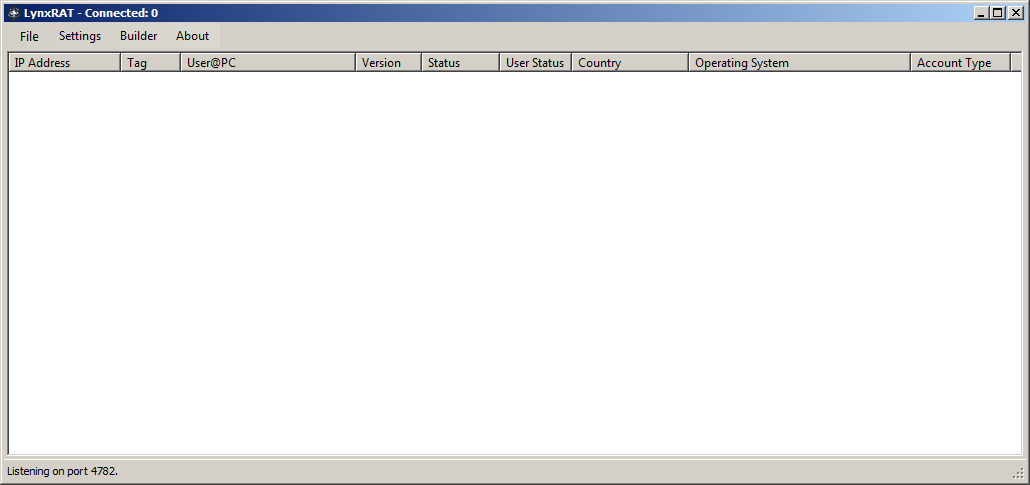 LynxRAT - Connected: 0
File Settings Builder About
IP Address Tag User@PC Version Status User Status Country Operating System Account Type
Listening on port 4782.